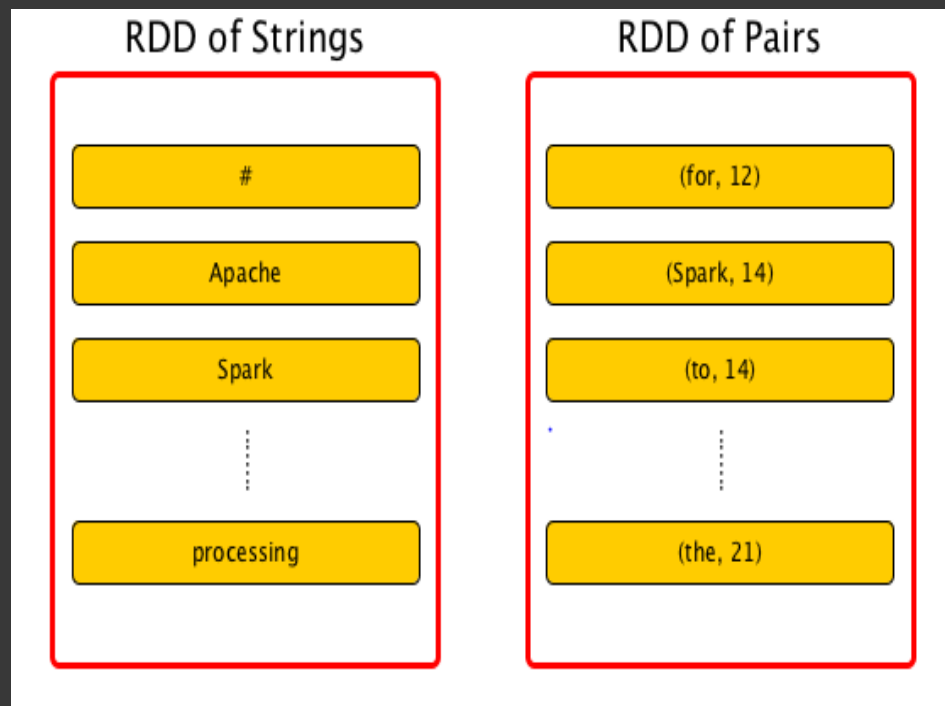 RDD of Strings
#
Apache
Spark
processing
RDD of Pairs
(for, 12)
(Spark, 14)
(to, 14)
(the, 21)